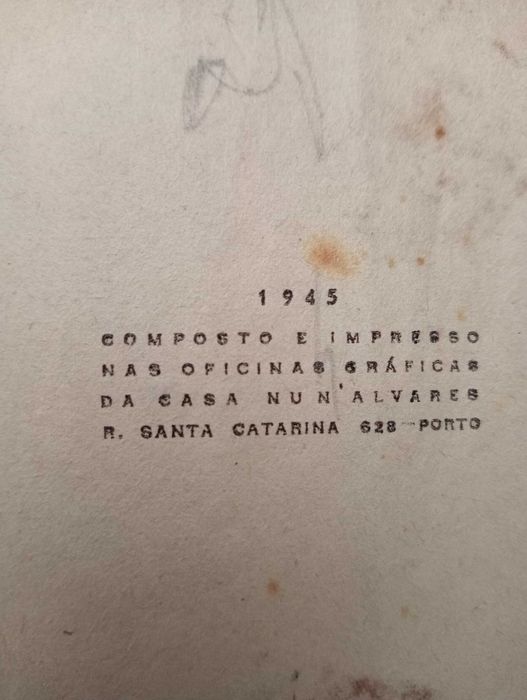 1945
COMPOSTO E IMPRESSO
NAS OFICINAS GRÁFICAS
DA CASA NUN'ALVARES
R. SANTA CATARINA 628-PORTO